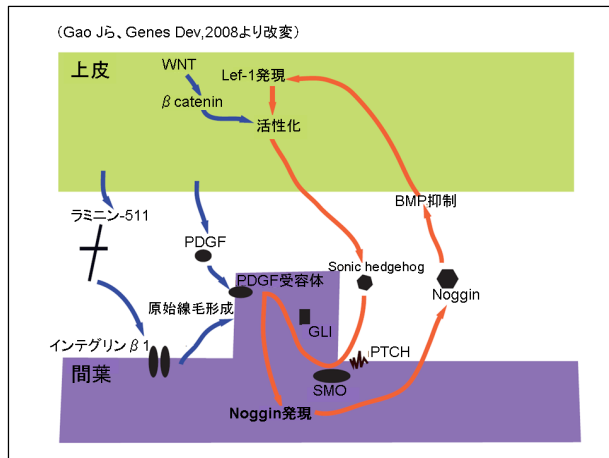 （Gao Jら、Genes Dev,2008より改変）
上皮
WNT
Lef-1発現
βcatenin
活性化
BMP抑制
ラミニン-511
PDGF
Sonic hedgehog
PDGF受容体
Noggin
原始線毛形成
GLI
インテグリンβ1
PTCH
間葉
SMO
Noggin発現